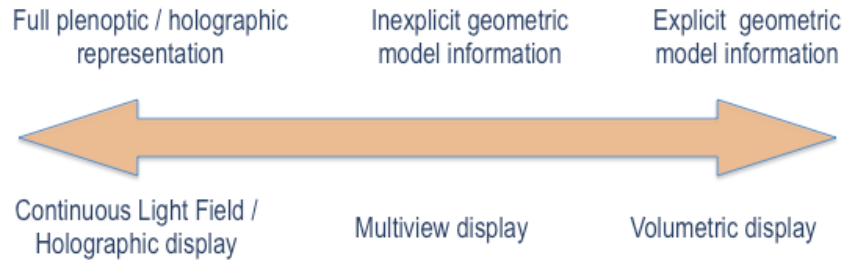 Full plenoptic / holographic
representation
Inexplicit geometric
model information
Explicit geometric
model information
Continuous Light Field /
Holographic display
Multiview display
Volumetric display